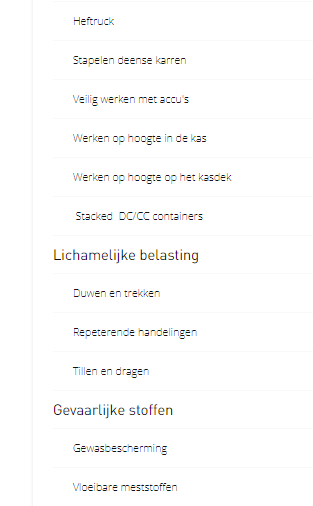 Heftruck
Stapelen deense karren
Veilig werken met accu's
Werken op hoogte in de kas
Werken op hoogte op het kasdek
Stacked DC/CC containers
Lichamelijke belasting
Duwen en trekken
Repeterende handelingen
Tillen en dragen
Gevaarlijke stoffen
Gewasbescherming
Vloeibare meststoffen